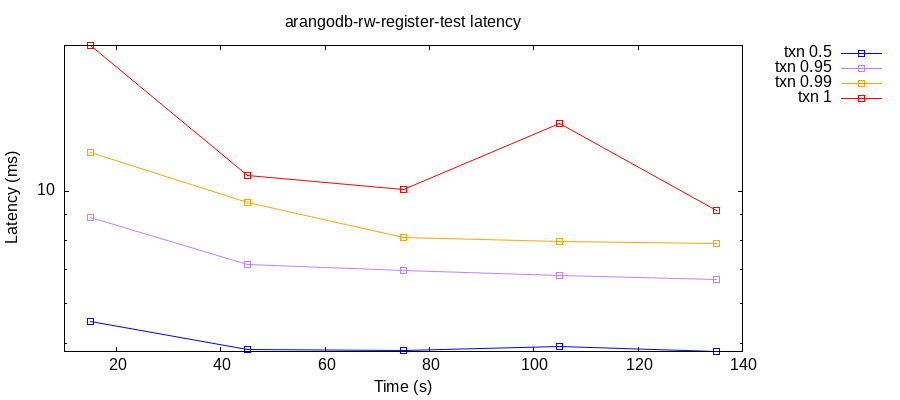 arangodb-rw-register-test latency
txn 0.5
txn 0.95
txn 0.99
txn 1
Latency (ms)
10
20 40 60 80 100 120 140
Time (s)